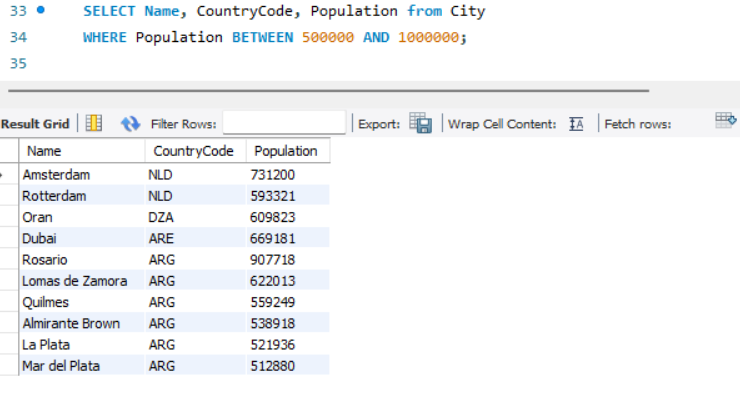 33 SELECT Name, CountryCode, Population from City
34 WHERE Population BETWEEN 500000 AND 1000000;
35
Result Grid Filter Rows: Export: Wrap Cell Content: IA Fetch rows:
Name CountryCode Population
Amsterdam NLD 731200
Rotterdam NLD 593321
Oran DZA 609823
Dubai ARE 669181
Rosario ARG 907718
Lomas de Zamora ARG 622013
Quilmes ARG 559249
Almirante Brown ARG 538918
La Plata ARG 521936
Mar del Plata ARG 512880